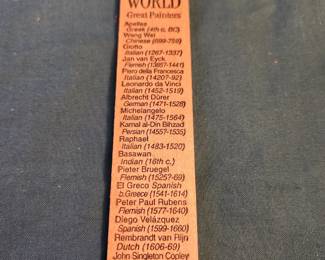 WORLD
Great Painters
Apelles
Greek (4th c. BC)
Wang Wei
Chinese (699-759)
Giotto
Italian (1267-1337)
Jan van Eyck
Flemish (1385?-1441)
Piero della Francesca
Italian (1420?-92)
Leonardo da Vinci
Italian (1452-1519)
Albrecht Dürer
German (1471-1528)
Michelangelo
Italian (1475-1564)
Kamal al-Din Bihzad
Persian (1455?-1535)
Raphael
Italian (1483-1520)
Basawan
Indian (16th c.)
Pieter Bruegel
Flemish (1525?-69)
El Greco Spanish
b.Greece (1541-1614)
Peter Paul Rubens
Flemish (1577-1640)
Diego Velázquez
Spanish (1599-1660)
Rembrandt van Rijn
Dutch (1606-69)
John Singleton Copley